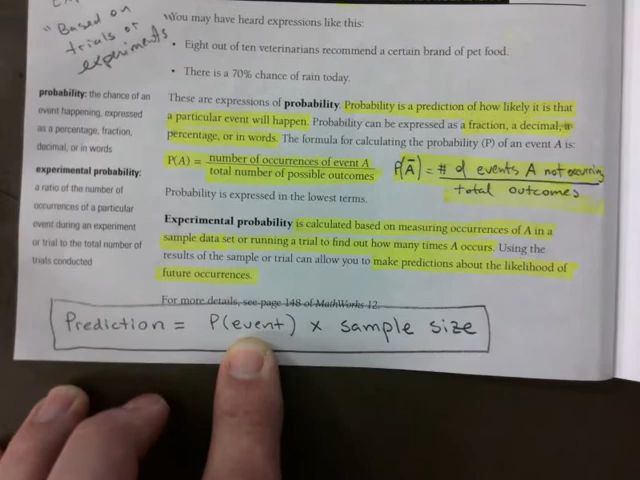 "Based on
trials or
experiments
You may have heard expressions like this:
• Eight out of ten veterinarians recommend a certain brand of pet food.
• There is a 70% chance of rain today.
probability: the chance of an
event happening, expressed
as a percentage, fraction,
decimal, or in words
experimental probability:
a ratio of the number of
occurrences of a particular
event during an experiment
or trial to the total number of
trials conducted
These are expressions of probability. Probability is a prediction of how likely it is that
a particular event will happen. Probability can be expressed as a fraction, a decimal, a
percentage, or in words. The formula for calculating the probability (P) of an event A is:
P(A) = number of occurrences of event A
total number of possible outcomes
P(Ā) = # of events A not occurring
total outcomes
Probability is expressed in the lowest terms.
Experimental probability is calculated based on measuring occurrences of A in a
sample data set or running a trial to find out how many times A occurs. Using the
results of the sample or trial can allow you to make predictions about the likelihood of
future occurrences.
For more details, see page 148 of MathWorks 12.
Prediction = P(event) x sample size